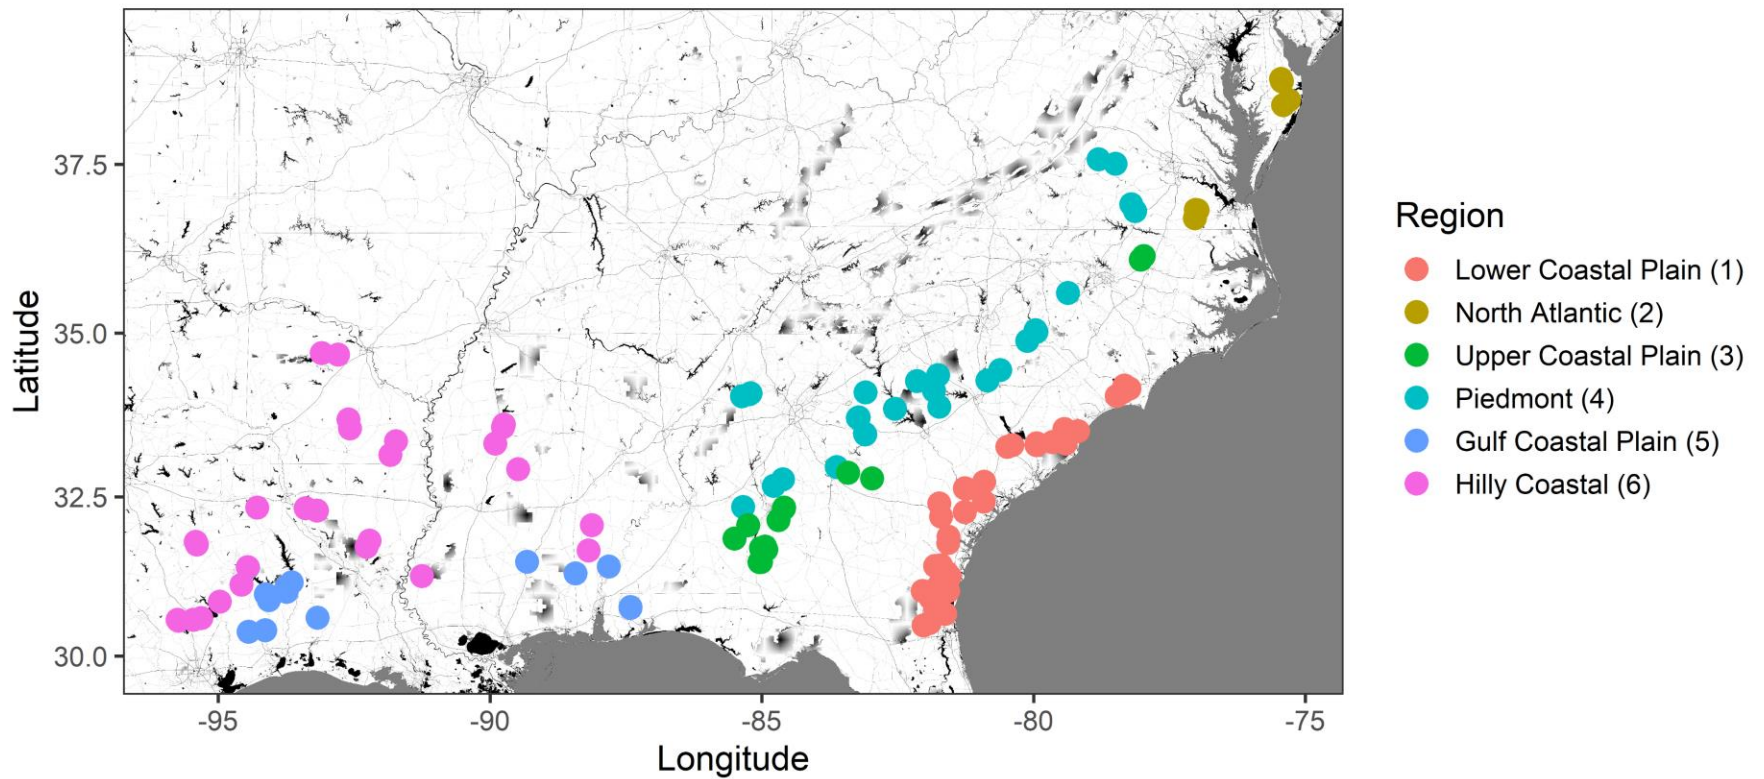 37.5
35.0
32.5
30.0
Latitude
-95
-90
-85
-80
-75
Longitude
Region
Lower Coastal Plain (1)
North Atlantic (2)
Upper Coastal Plain (3)
Piedmont (4)
Gulf Coastal Plain (5)
Hilly Coastal (6)